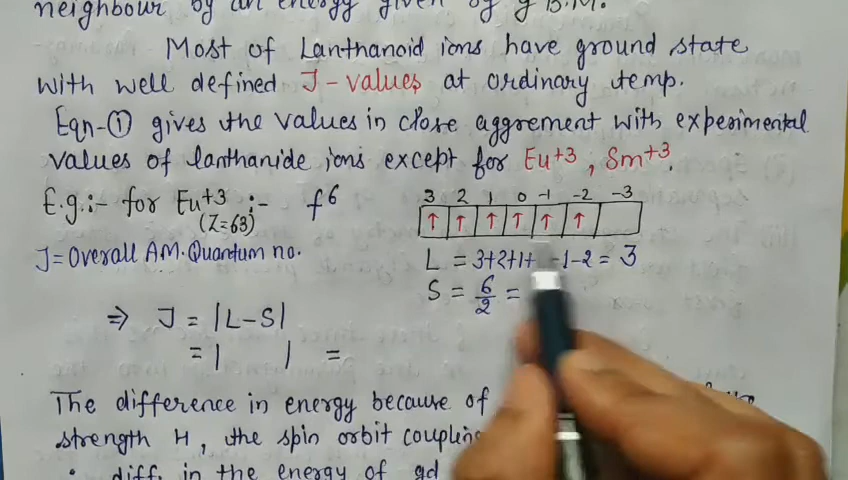 neighbour by an energy given by g B.M.
Most of Lanthanoid ions have ground state
with well defined J-values at ordinary temp.
Eqn-① gives the values in close aggrement with experimental
values of lanthanide ions except for Eu+3, Sm+3.
E.g.:- for Eu+3 :- f6
(Z=63)
3 2 1 0 -1 -2 -3
↑ ↑ ↑ ↑ ↑ ↑
J=Overall AM. Quantum no.
L = 3+2+1+ -1-2 = 3
S = 6/2 =
⇒ J = |L-S|
= | | =
The difference in energy because of
strength H, the spin orbit coupling
diff. in the energy of gd